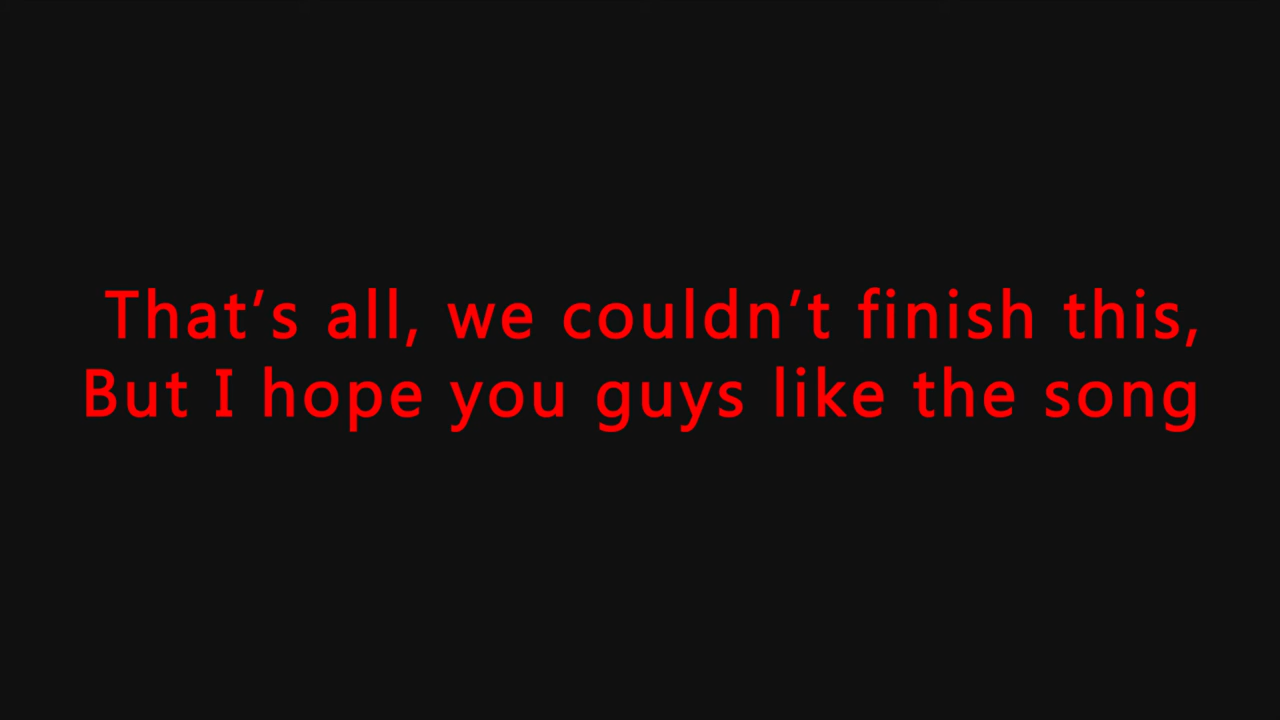 That’s all, we couldn’t finish this,
But I hope you guys like the song